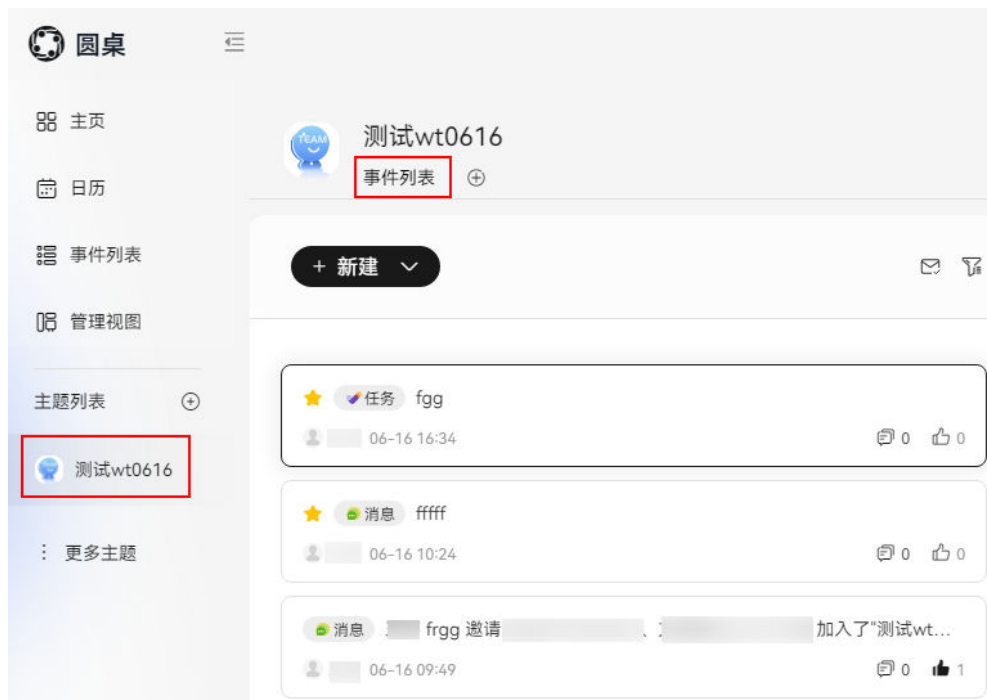 圆桌
主页
日历
事件列表
管理视图
主题列表
测试wt0616
更多主题
TEAM
测试wt0616
事件列表
+ 新建
任务 fgg
06-16 16:34
0 0
消息 fffff
06-16 10:24
0 0
消息 frgg 邀请 、 加入了"测试wt...
06-16 09:49
0 1